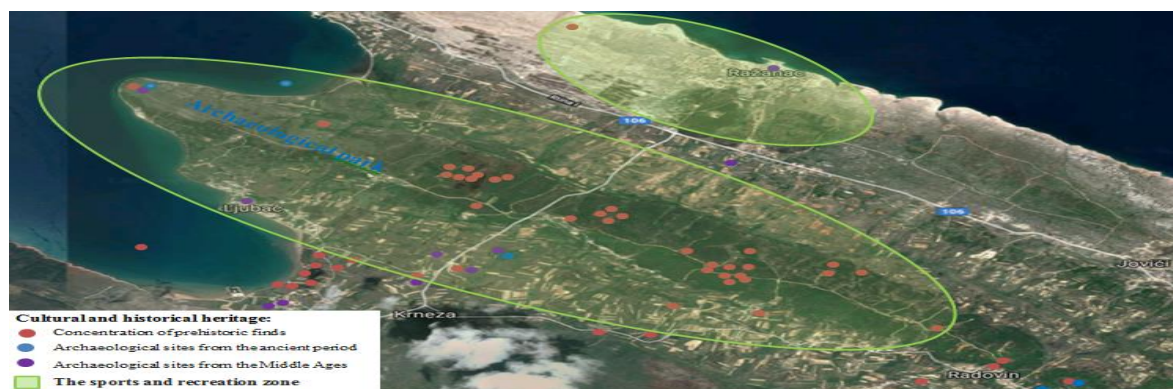 Ražanac
106
Archaeological park
Ljubač
106
Jovići
Krneza
Radovin
Cultural and historical heritage:
Concentration of prehistoric finds
Archaeological sites from the ancient period
Archaeological sites from the Middle Ages
The sports and recreation zone